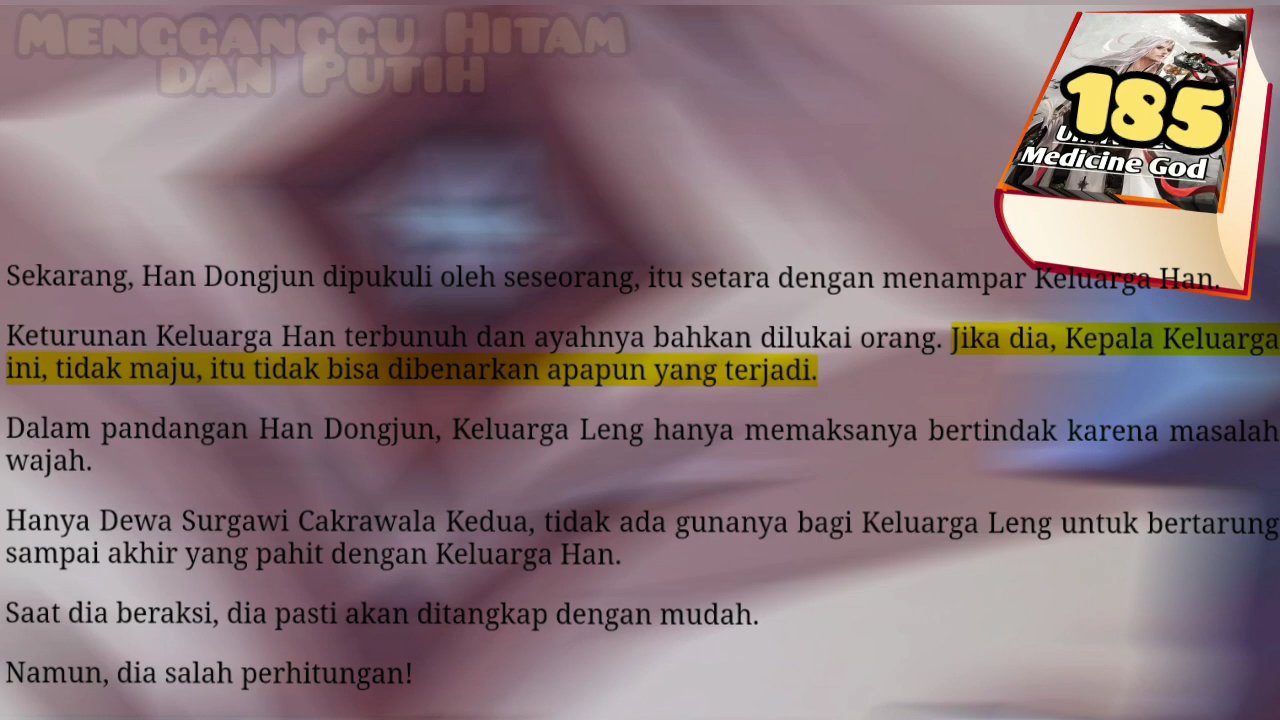 Mengganggu Hitam
dan Putih
185
Medicine God
Sekarang, Han Dongjun dipukuli oleh seseorang, itu setara dengan menampar Keluarga Han.
Keturunan Keluarga Han terbunuh dan ayahnya bahkan dilukai orang. Jika dia, Kepala Keluarga
ini, tidak maju, itu tidak bisa dibenarkan apapun yang terjadi.
Dalam pandangan Han Dongjun, Keluarga Leng hanya memaksanya bertindak karena masalah
wajah.
Hanya Dewa Surgawi Cakrawala Kedua, tidak ada gunanya bagi Keluarga Leng untuk bertarung
sampai akhir yang pahit dengan Keluarga Han.
Saat dia beraksi, dia pasti akan ditangkap dengan mudah.
Namun, dia salah perhitungan!